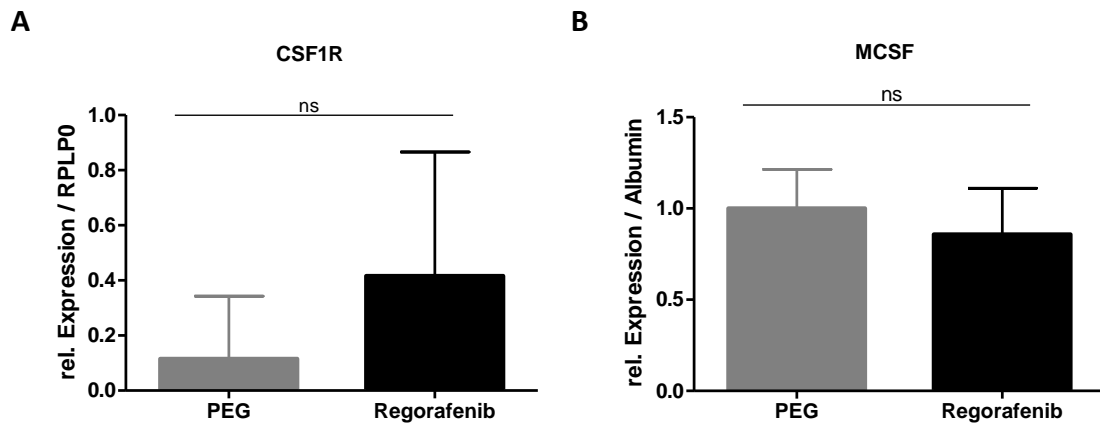 A
CSF1R
ns
rel. Expression / RPLP0
1.0
0.8
0.6
0.4
0.2
0.0
PEG
Regorafenib
B
MCSF
ns
rel. Expression / Albumin
1.5
1.0
0.5
0.0
PEG
Regorafenib